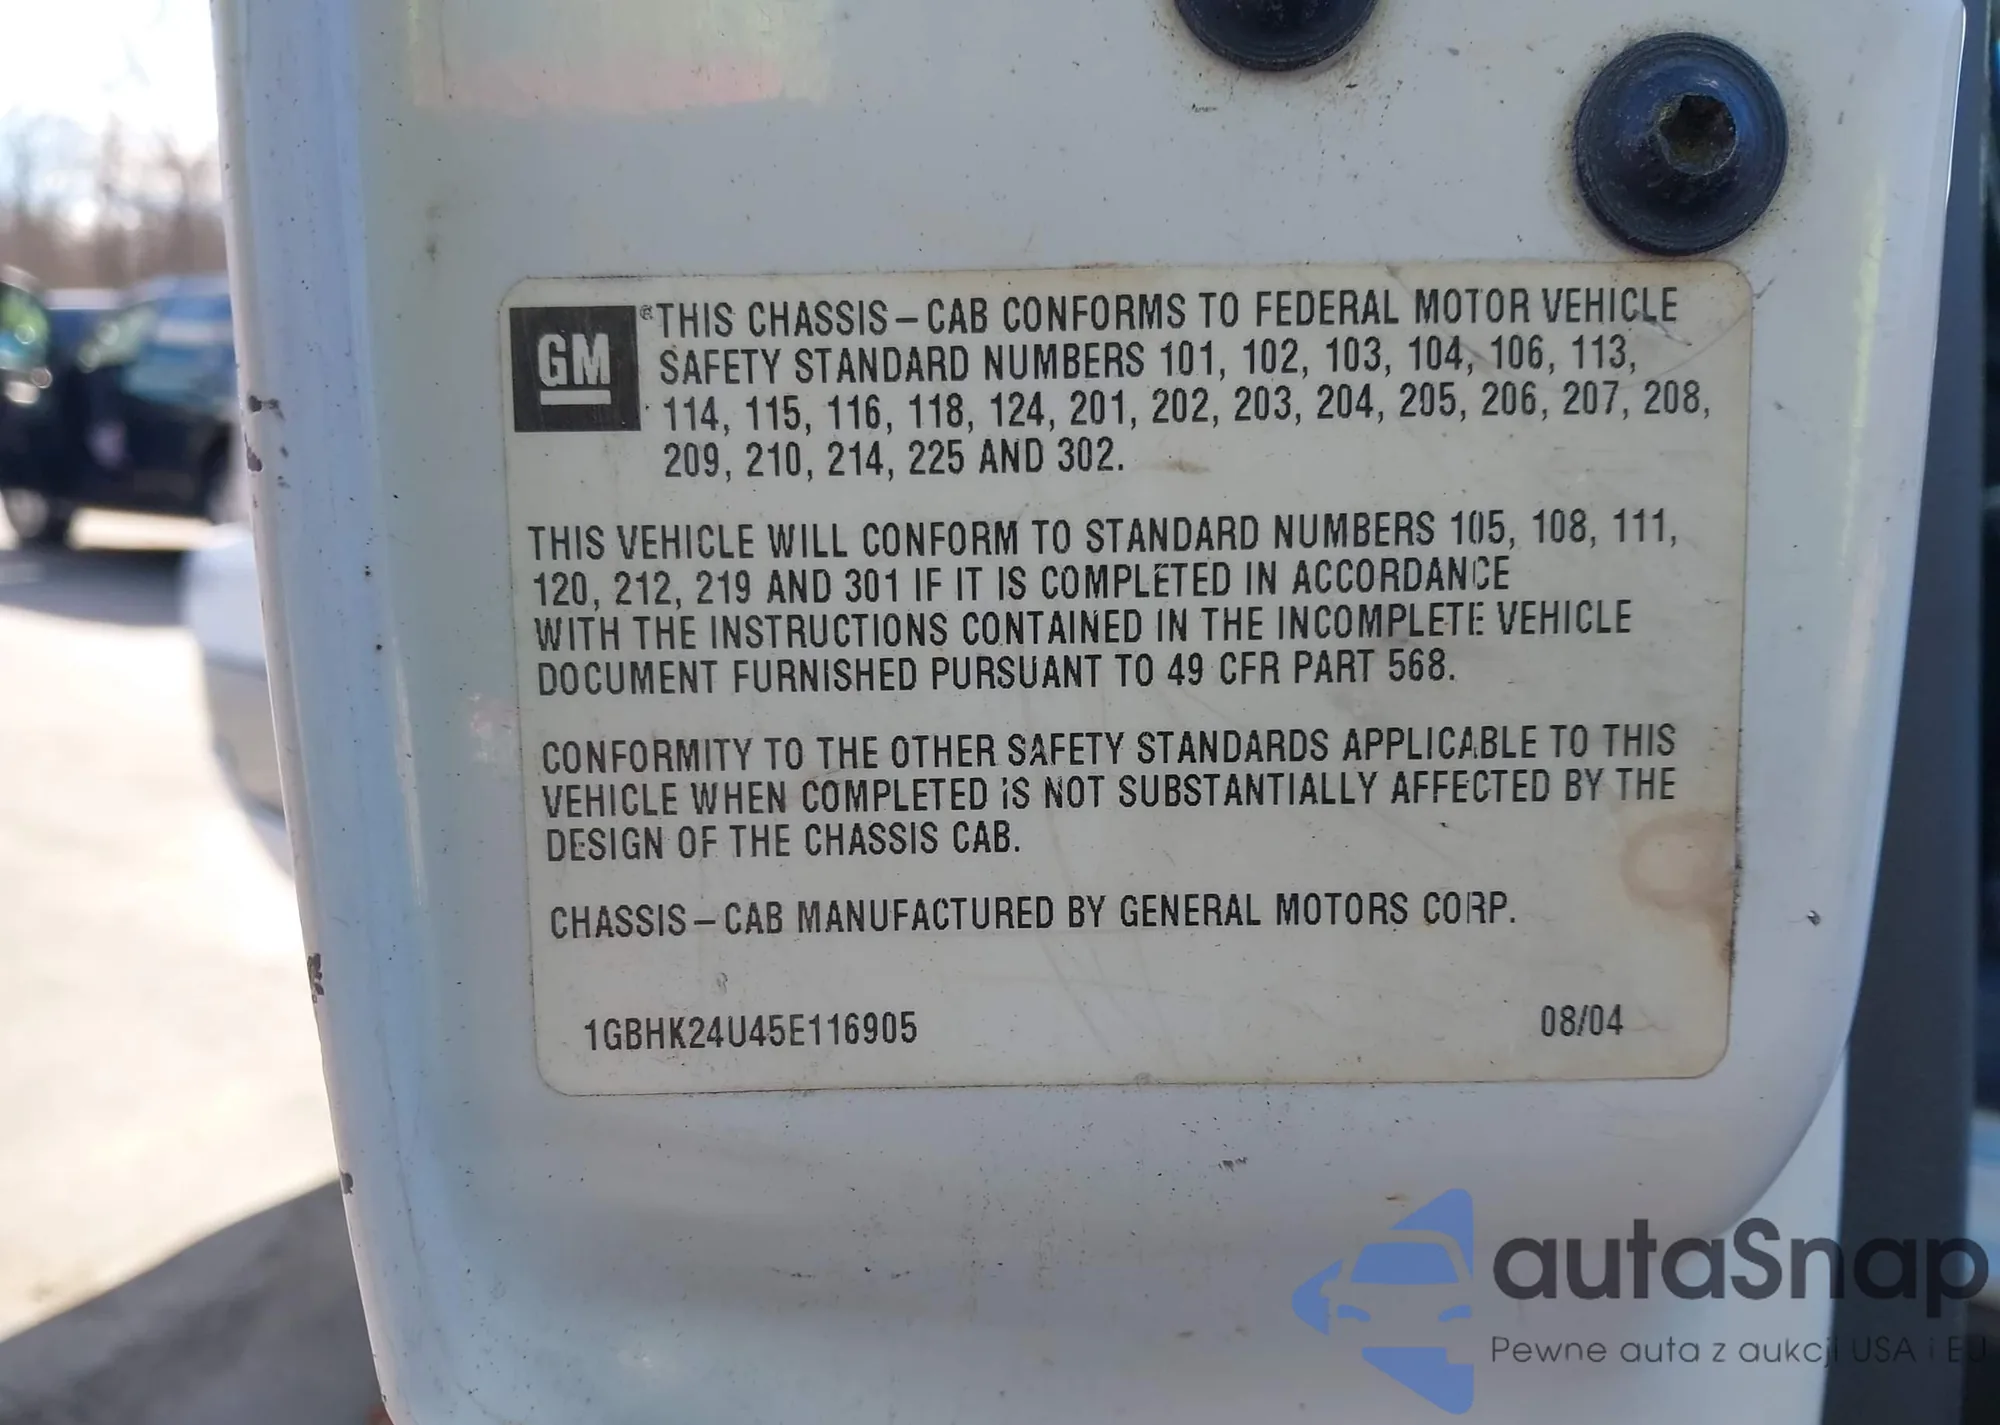 GM
®THIS CHASSIS–CAB CONFORMS TO FEDERAL MOTOR VEHICLE
SAFETY STANDARD NUMBERS 101, 102, 103, 104, 106, 113,
114, 115, 116, 118, 124, 201, 202, 203, 204, 205, 206, 207, 208,
209, 210, 214, 225 AND 302.
THIS VEHICLE WILL CONFORM TO STANDARD NUMBERS 105, 108, 111,
120, 212, 219 AND 301 IF IT IS COMPLETED IN ACCORDANCE
WITH THE INSTRUCTIONS CONTAINED IN THE INCOMPLETE VEHICLE
DOCUMENT FURNISHED PURSUANT TO 49 CFR PART 568.
CONFORMITY TO THE OTHER SAFETY STANDARDS APPLICABLE TO THIS
VEHICLE WHEN COMPLETED IS NOT SUBSTANTIALLY AFFECTED BY THE
DESIGN OF THE CHASSIS CAB.
CHASSIS–CAB MANUFACTURED BY GENERAL MOTORS CORP.
1GBHK24U45E116905 08/04
autaSnap
Pewne auta z aukcji USA i EU